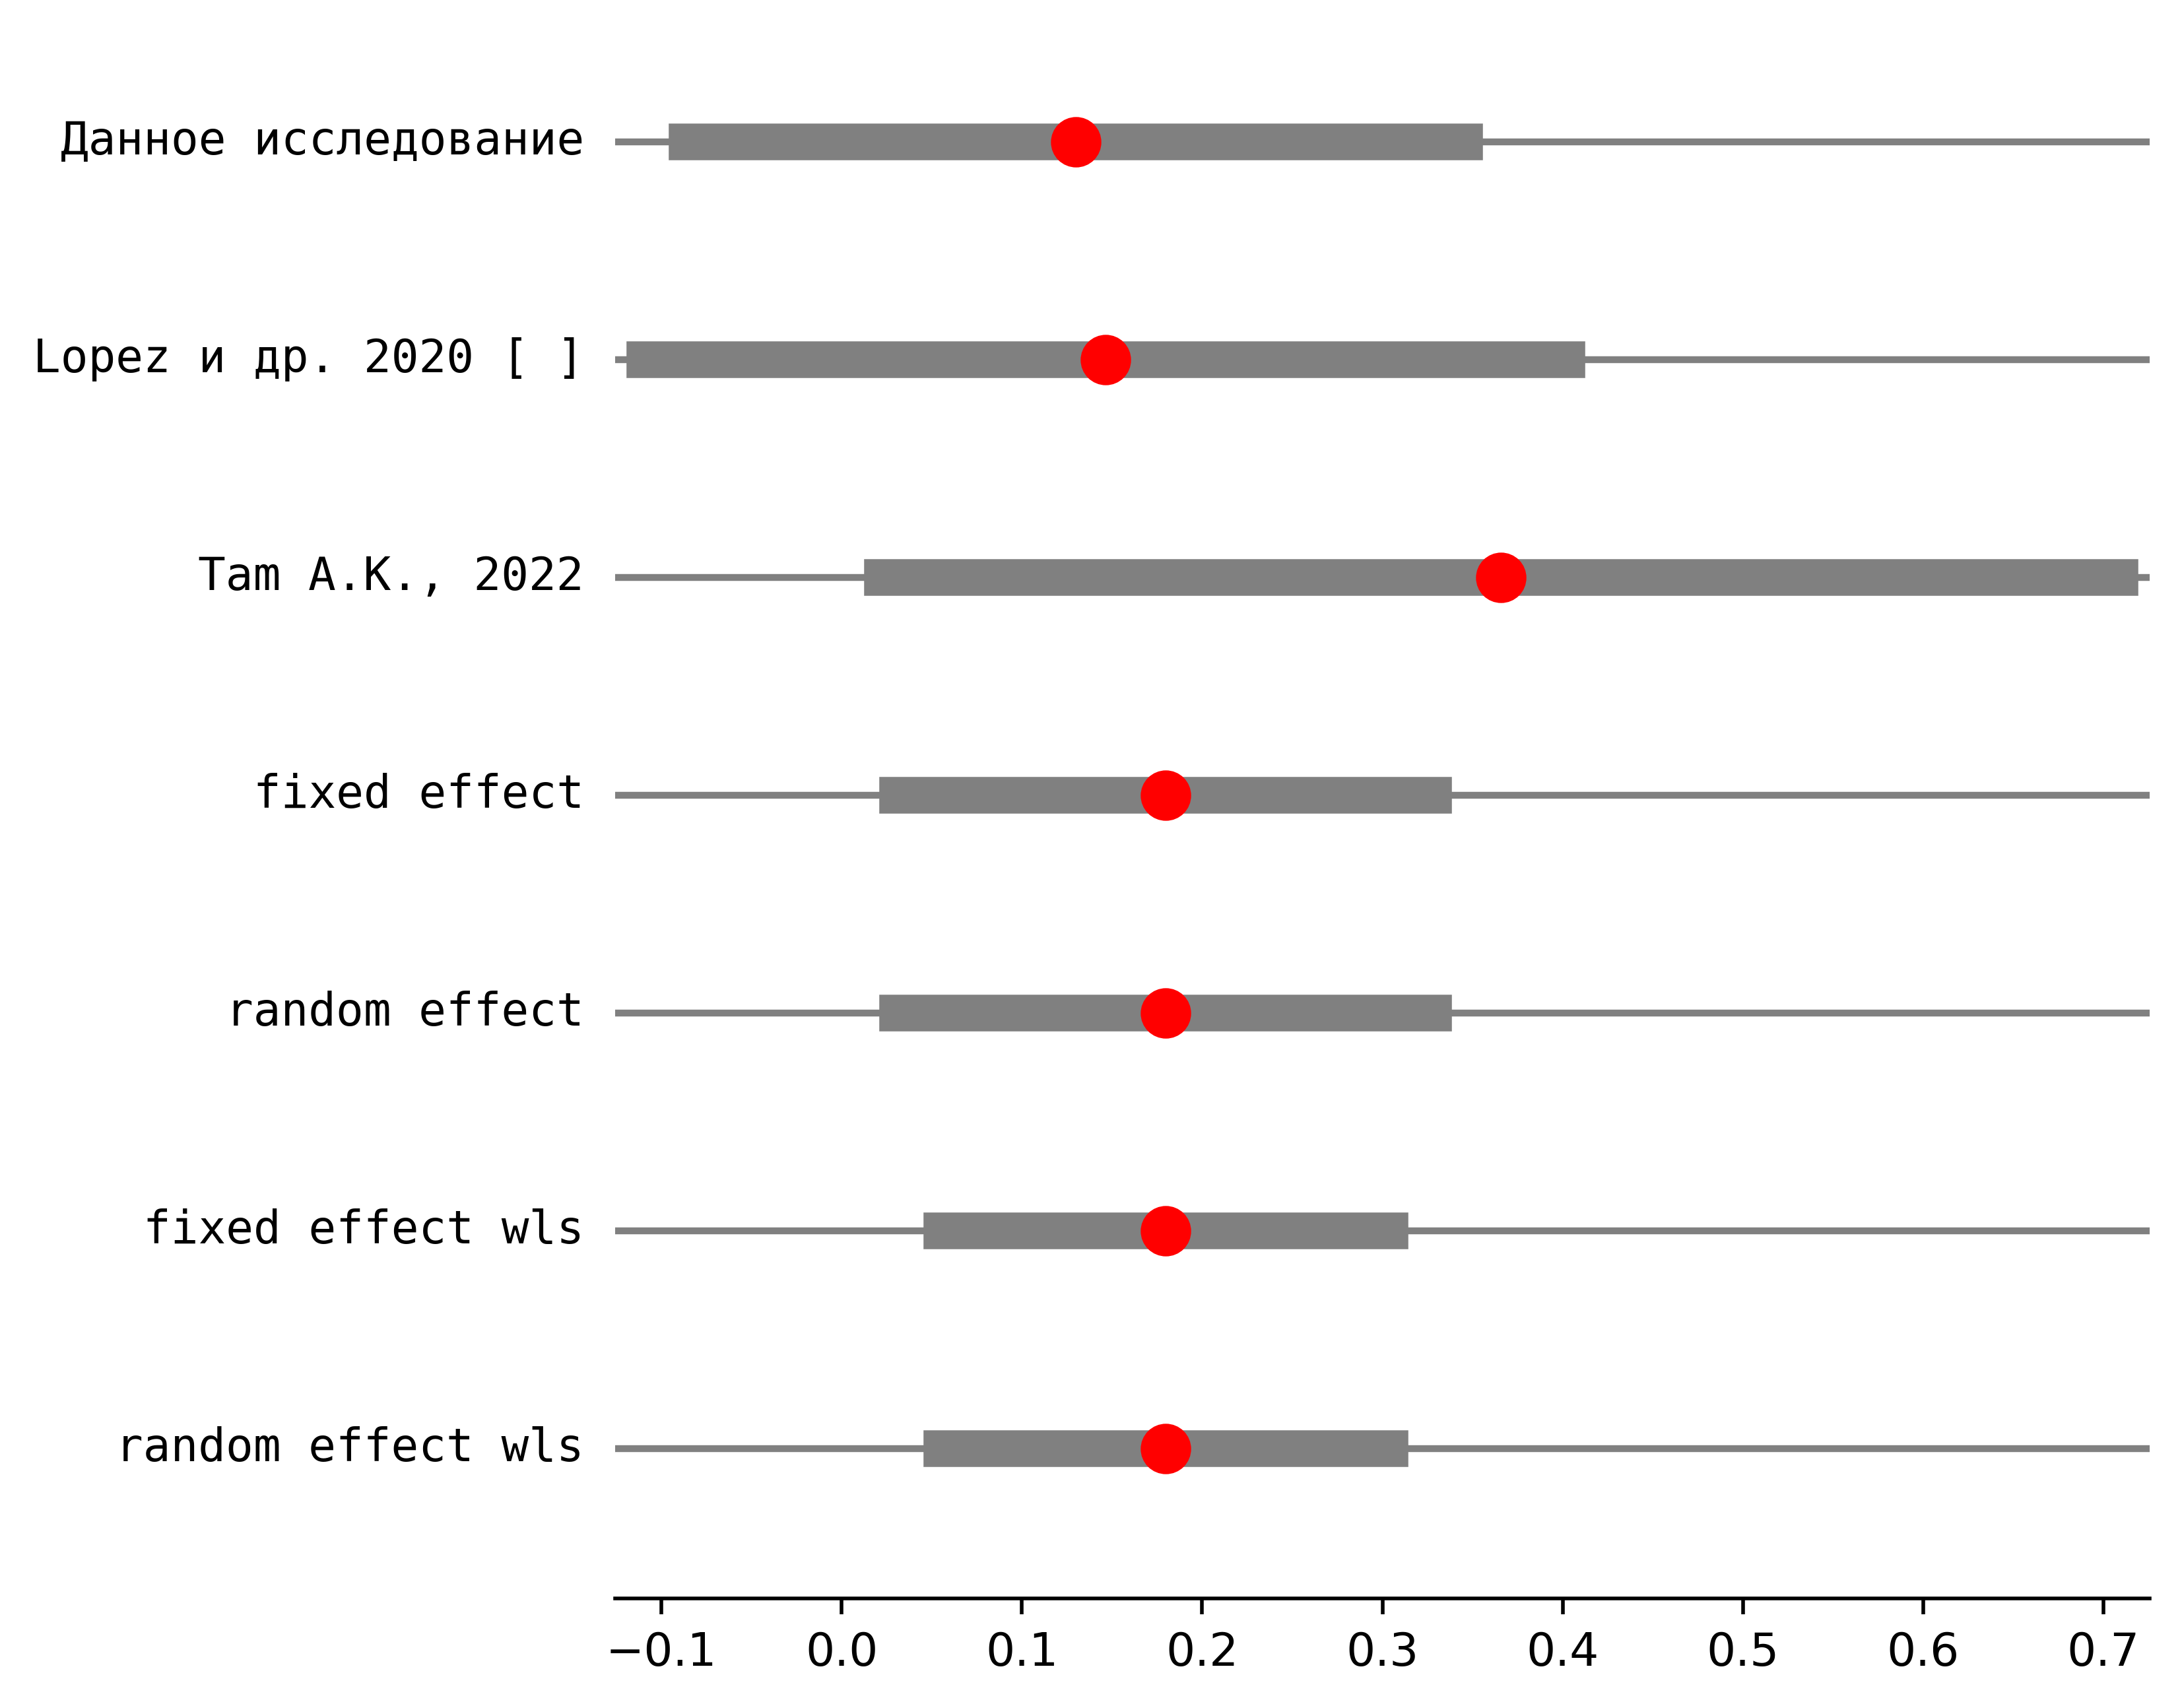 Данное исследование
Lopez и др. 2020 [ ]
Tam A.K., 2022
fixed effect
random effect
fixed effect wls
random effect wls
−0.1 0.0 0.1 0.2 0.3 0.4 0.5 0.6 0.7